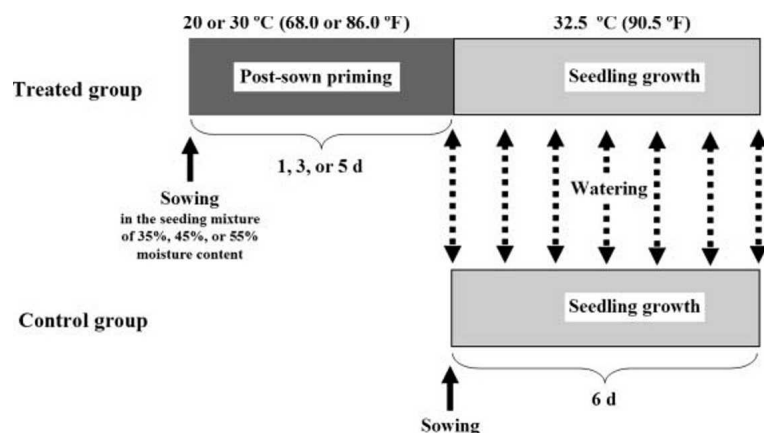 20 or 30 ºC (68.0 or 86.0 ºF)
32.5 ºC (90.5 ºF)
Treated group
Post-sown priming
Seedling growth
1, 3, or 5 d
Sowing
in the seeding mixture
of 35%, 45%, or 55%
moisture content
Watering
Control group
Seedling growth
6 d
Sowing